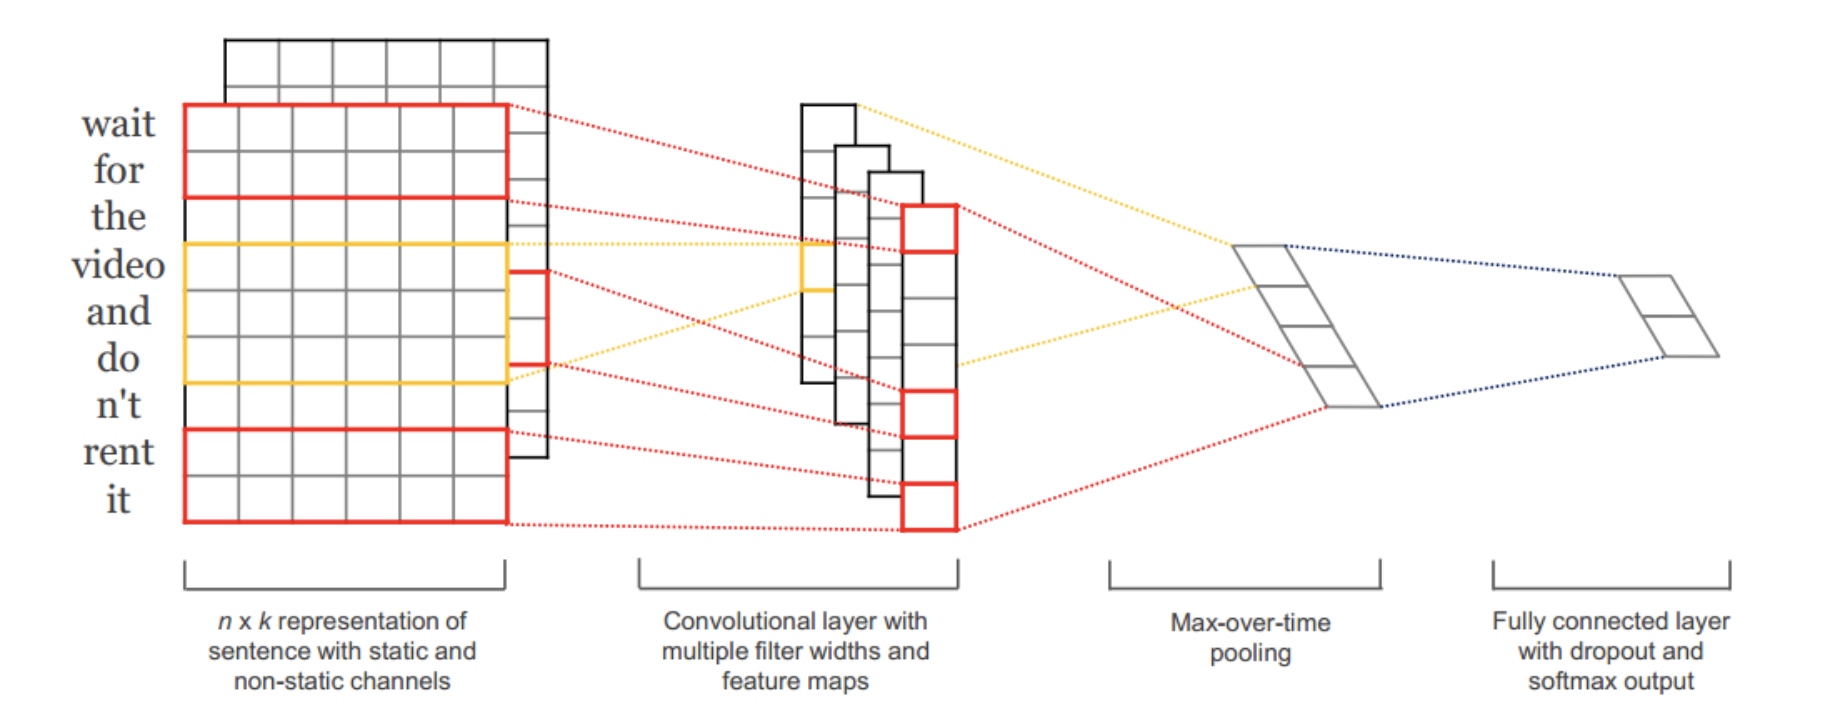 wait
for
the
video
and
do
n't
rent
it
n x k representation of
sentence with static and
non-static channels
Convolutional layer with
multiple filter widths and
feature maps
Max-over-time
pooling
Fully connected layer
with dropout and
softmax output